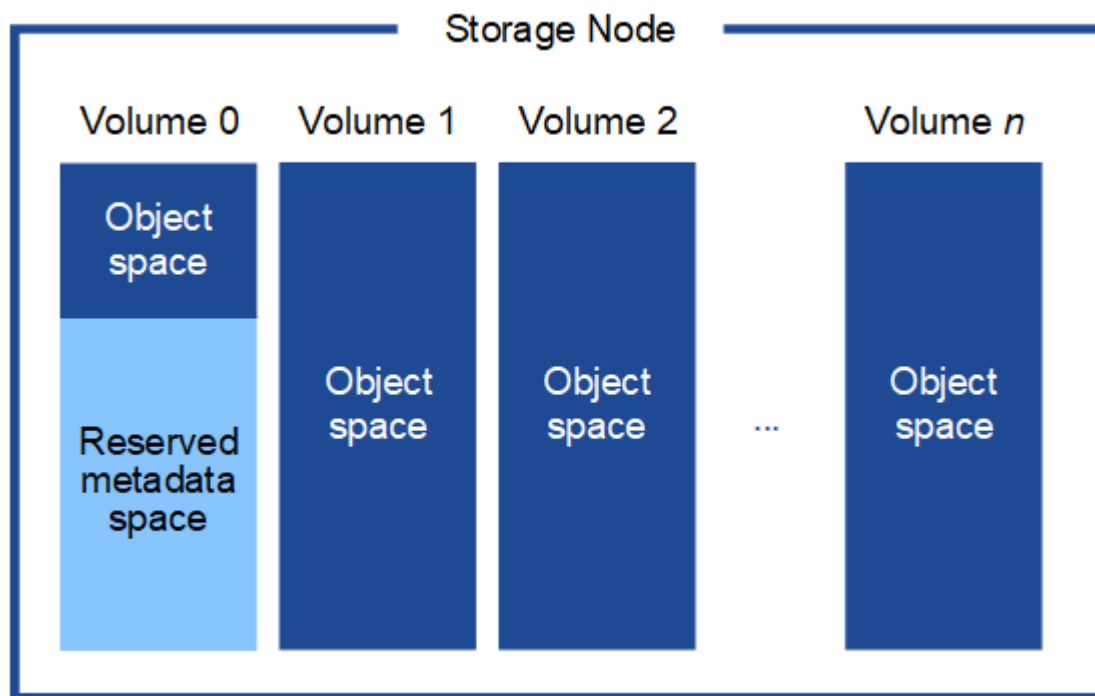 Storage Node
Volume 0
Volume 1
Volume 2
Volume n
Object
space
Reserved
metadata
space
Object
space
Object
space
...
Object
space